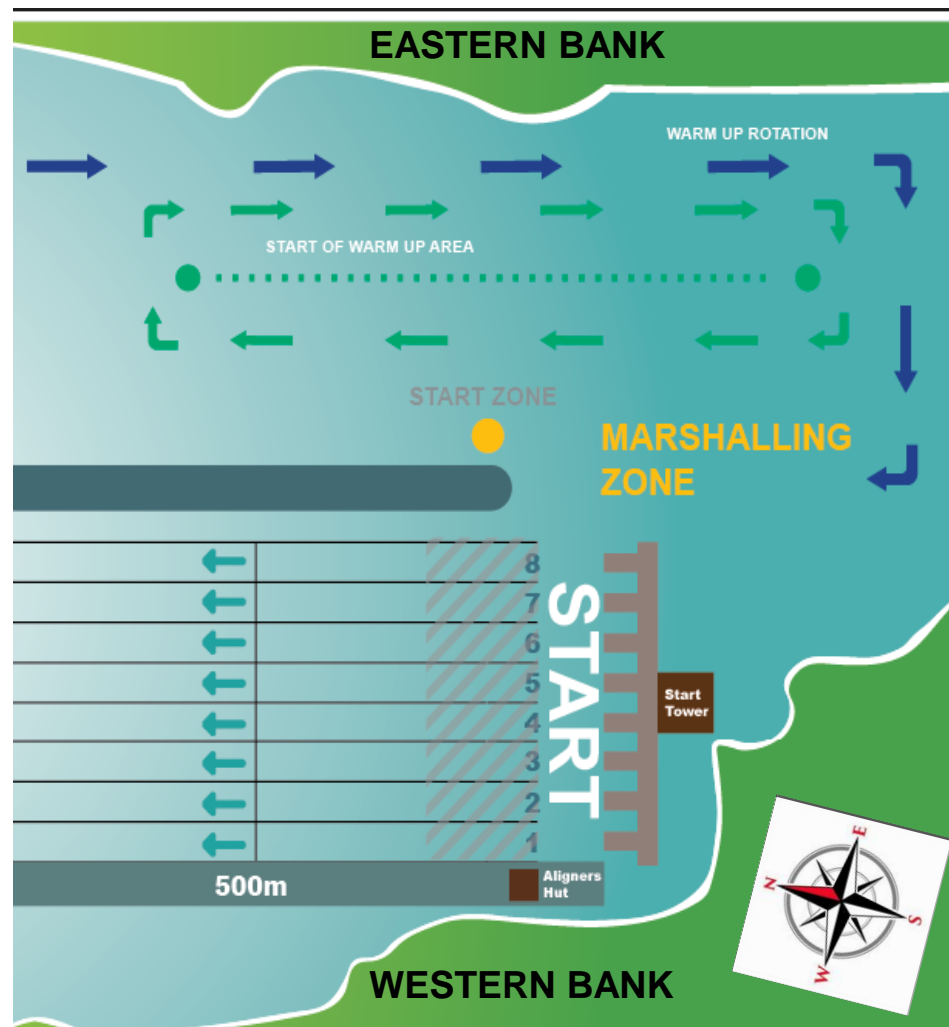 EASTERN BANK
WARM UP ROTATION
START OF WARM UP AREA
START ZONE
MARSHALLING
ZONE
8
7
6
5
4
3
2
1
START
Start
Tower
500m
Aligners
Hut
N
E
S
W
WESTERN BANK